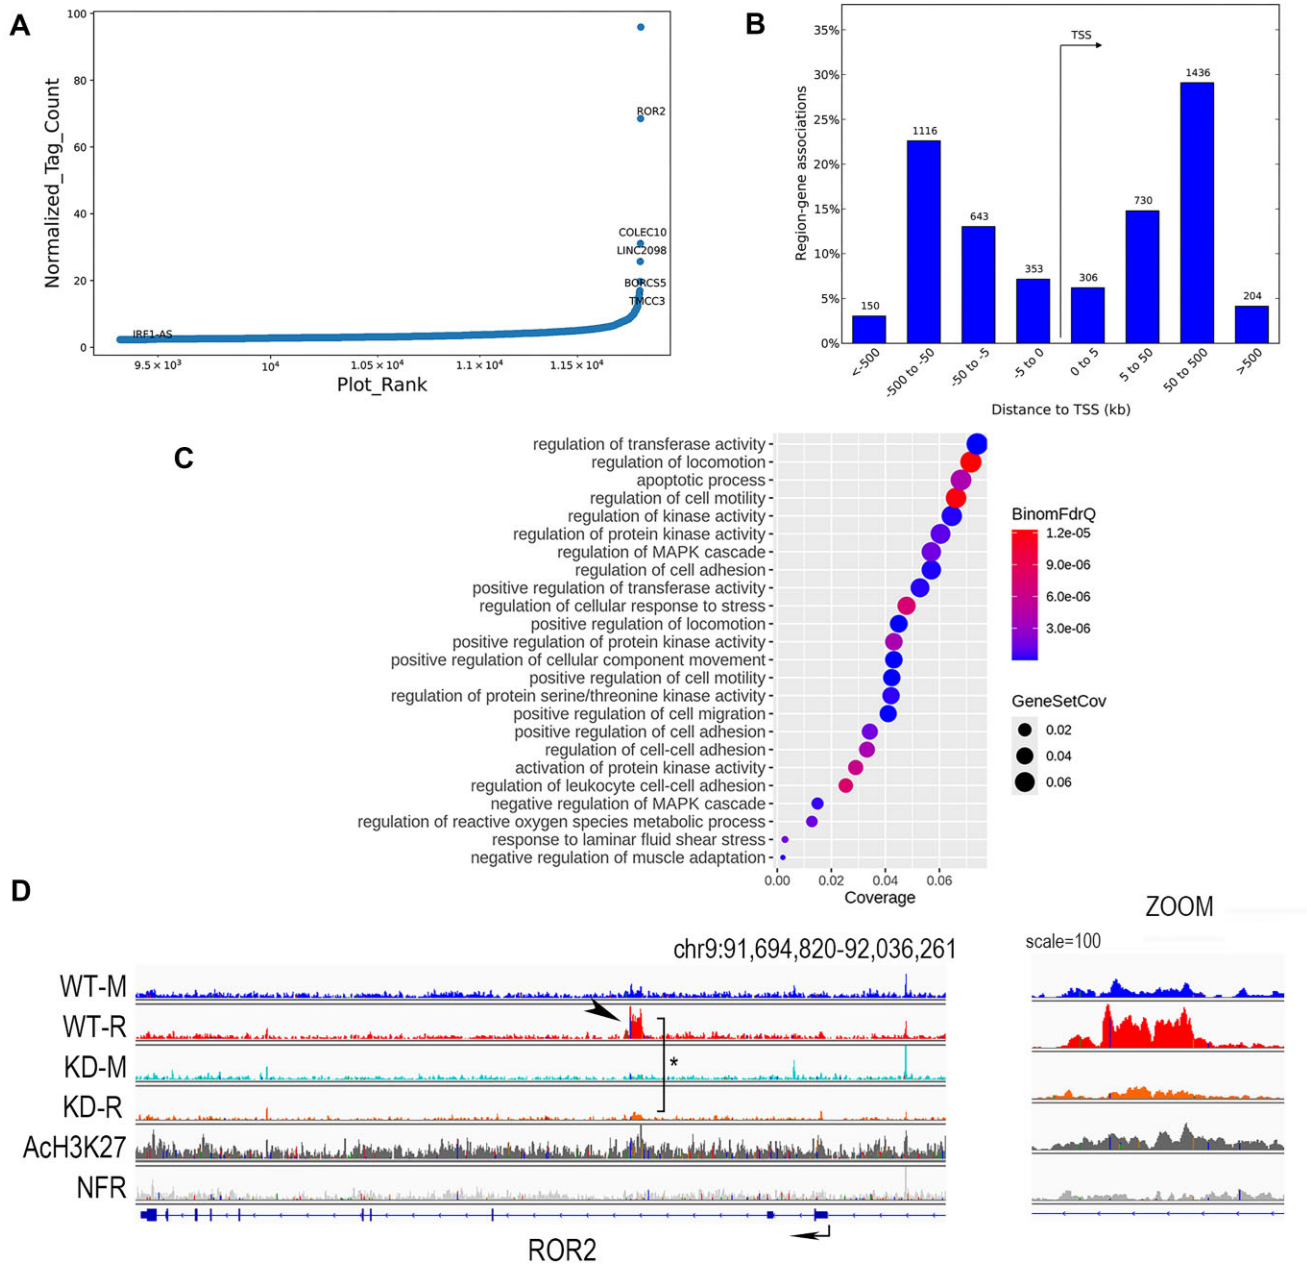 A
Normalized_Tag_Count
100
80
60
40
20
0
ROR2
COLEC10
LINC2098
BORCS5
TMCC3
IRF1-AS
9.5 × 10³
10⁴
1.05 × 10⁴
1.1 × 10⁴
1.15 × 10⁴
Plot_Rank
B
Region-gene associations
35%
30%
25%
20%
15%
10%
5%
0%
TSS
150
1116
643
353
306
730
1436
204
<-500
-500 to -50
-50 to -5
-5 to 0
0 to 5
5 to 50
50 to 500
>500
Distance to TSS (kb)
C
regulation of transferase activity
regulation of locomotion
apoptotic process
regulation of cell motility
regulation of kinase activity
regulation of protein kinase activity
regulation of MAPK cascade
regulation of cell adhesion
positive regulation of transferase activity
regulation of cellular response to stress
positive regulation of locomotion
positive regulation of protein kinase activity
positive regulation of cellular component movement
positive regulation of cell motility
regulation of protein serine/threonine kinase activity
positive regulation of cell migration
positive regulation of cell adhesion
regulation of cell-cell adhesion
activation of protein kinase activity
regulation of leukocyte cell-cell adhesion
negative regulation of MAPK cascade
regulation of reactive oxygen species metabolic process
response to laminar fluid shear stress
negative regulation of muscle adaptation
0.00
0.02
0.04
0.06
Coverage
BinomFdrQ
1.2e-05
9.0e-06
6.0e-06
3.0e-06
GeneSetCov
0.02
0.04
0.06
D
chr9:91,694,820-92,036,261
ZOOM
scale=100
WT-M
WT-R
KD-M
KD-R
AcH3K27
NFR
*
ROR2